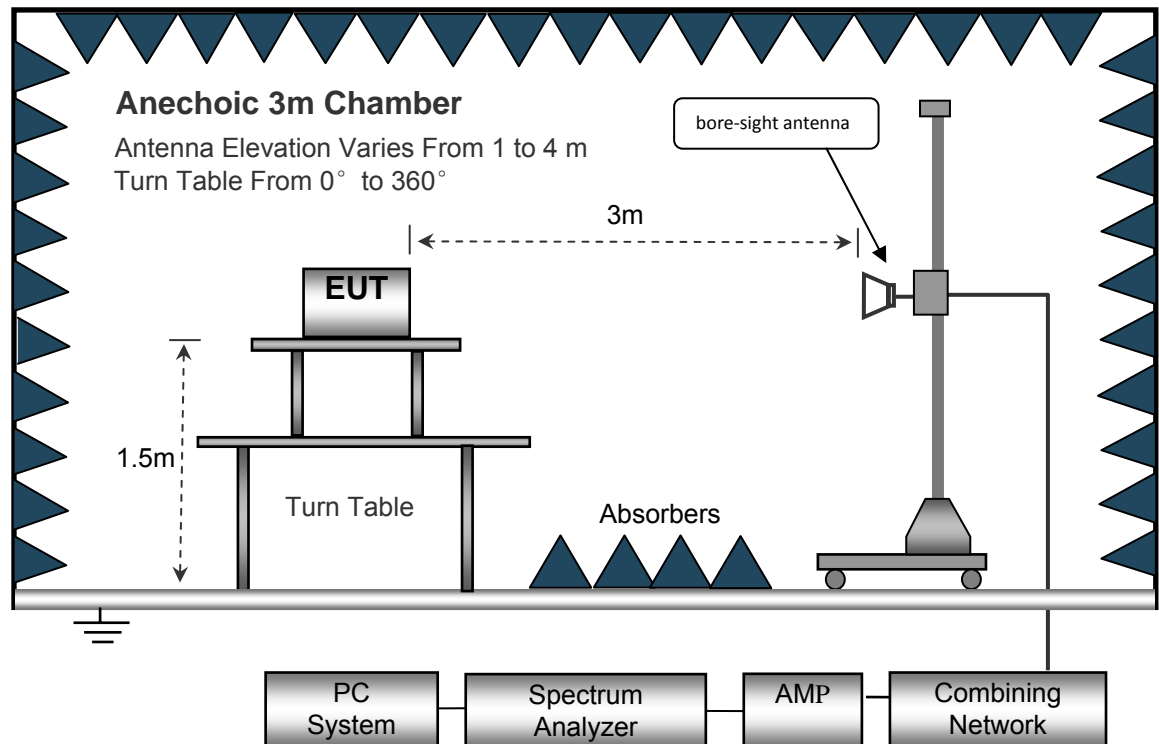 Anechoic 3m Chamber
Antenna Elevation Varies From 1 to 4 m
Turn Table From 0° to 360°
bore-sight antenna
3m
EUT
1.5m
Turn Table
Absorbers
PC
System
Spectrum
Analyzer
AMP
Combining
Network